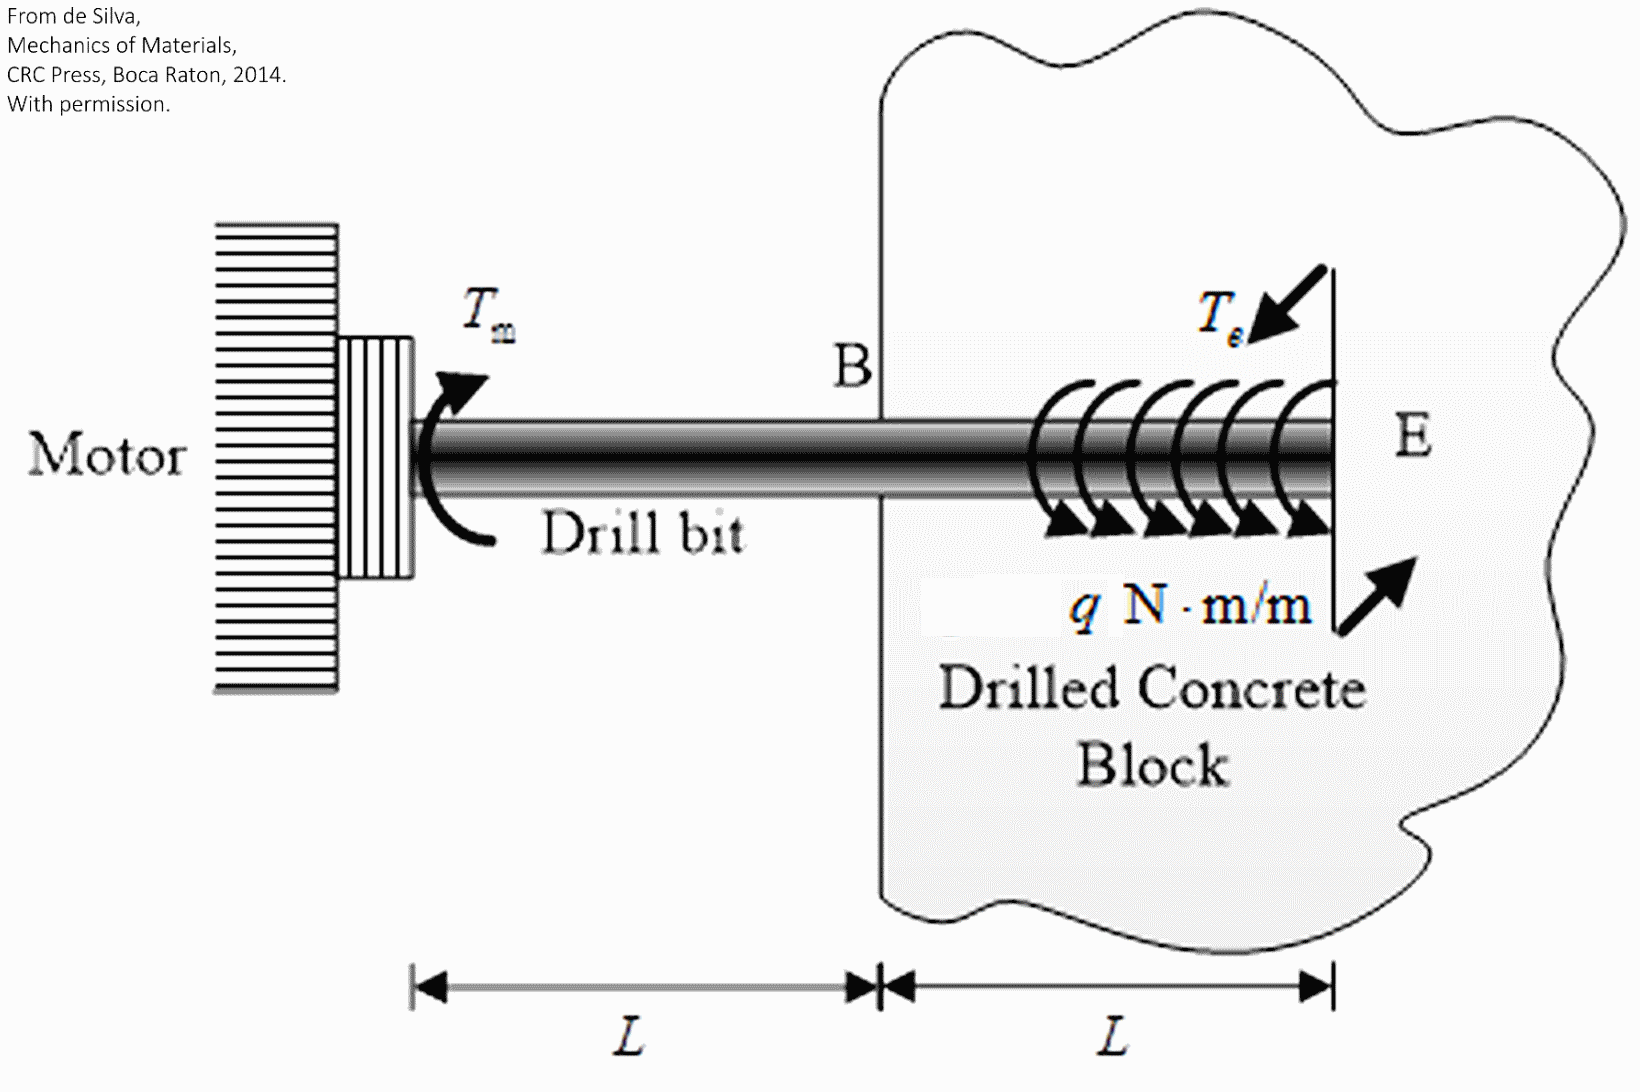 From de Silva,
Mechanics of Materials,
CRC Press, Boca Raton, 2014.
With permission.
T_m
T_e
B
Motor
E
Drill bit
q N · m/m
Drilled Concrete
Block
L
L